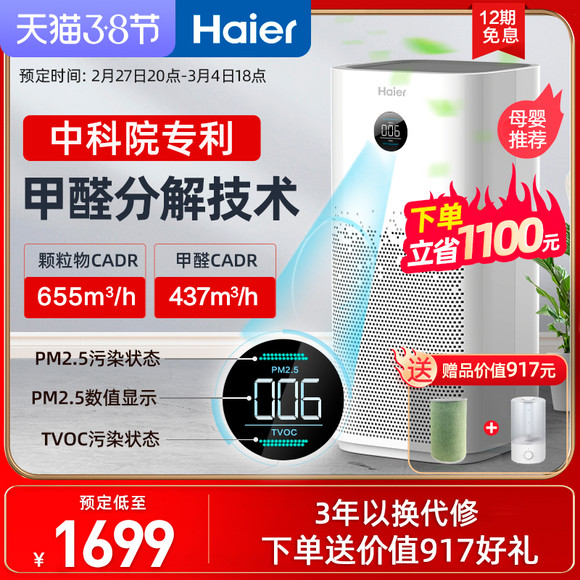 天猫3.8节
Haier
12期
免息
预定时间：2月27日20点-3月4日18点
Haier
006
母婴
推荐
中科院专利
甲醛分解技术
下单
立省1100元
颗粒物CADR
655m³/h
甲醛CADR
437m³/h
PM2.5污染状态
PM2.5数值显示
TVOC污染状态
PM2.5
006
TVOC
送 赠品价值917元
+
预定低至
¥1699
3年以换代修
下单送价值917好礼